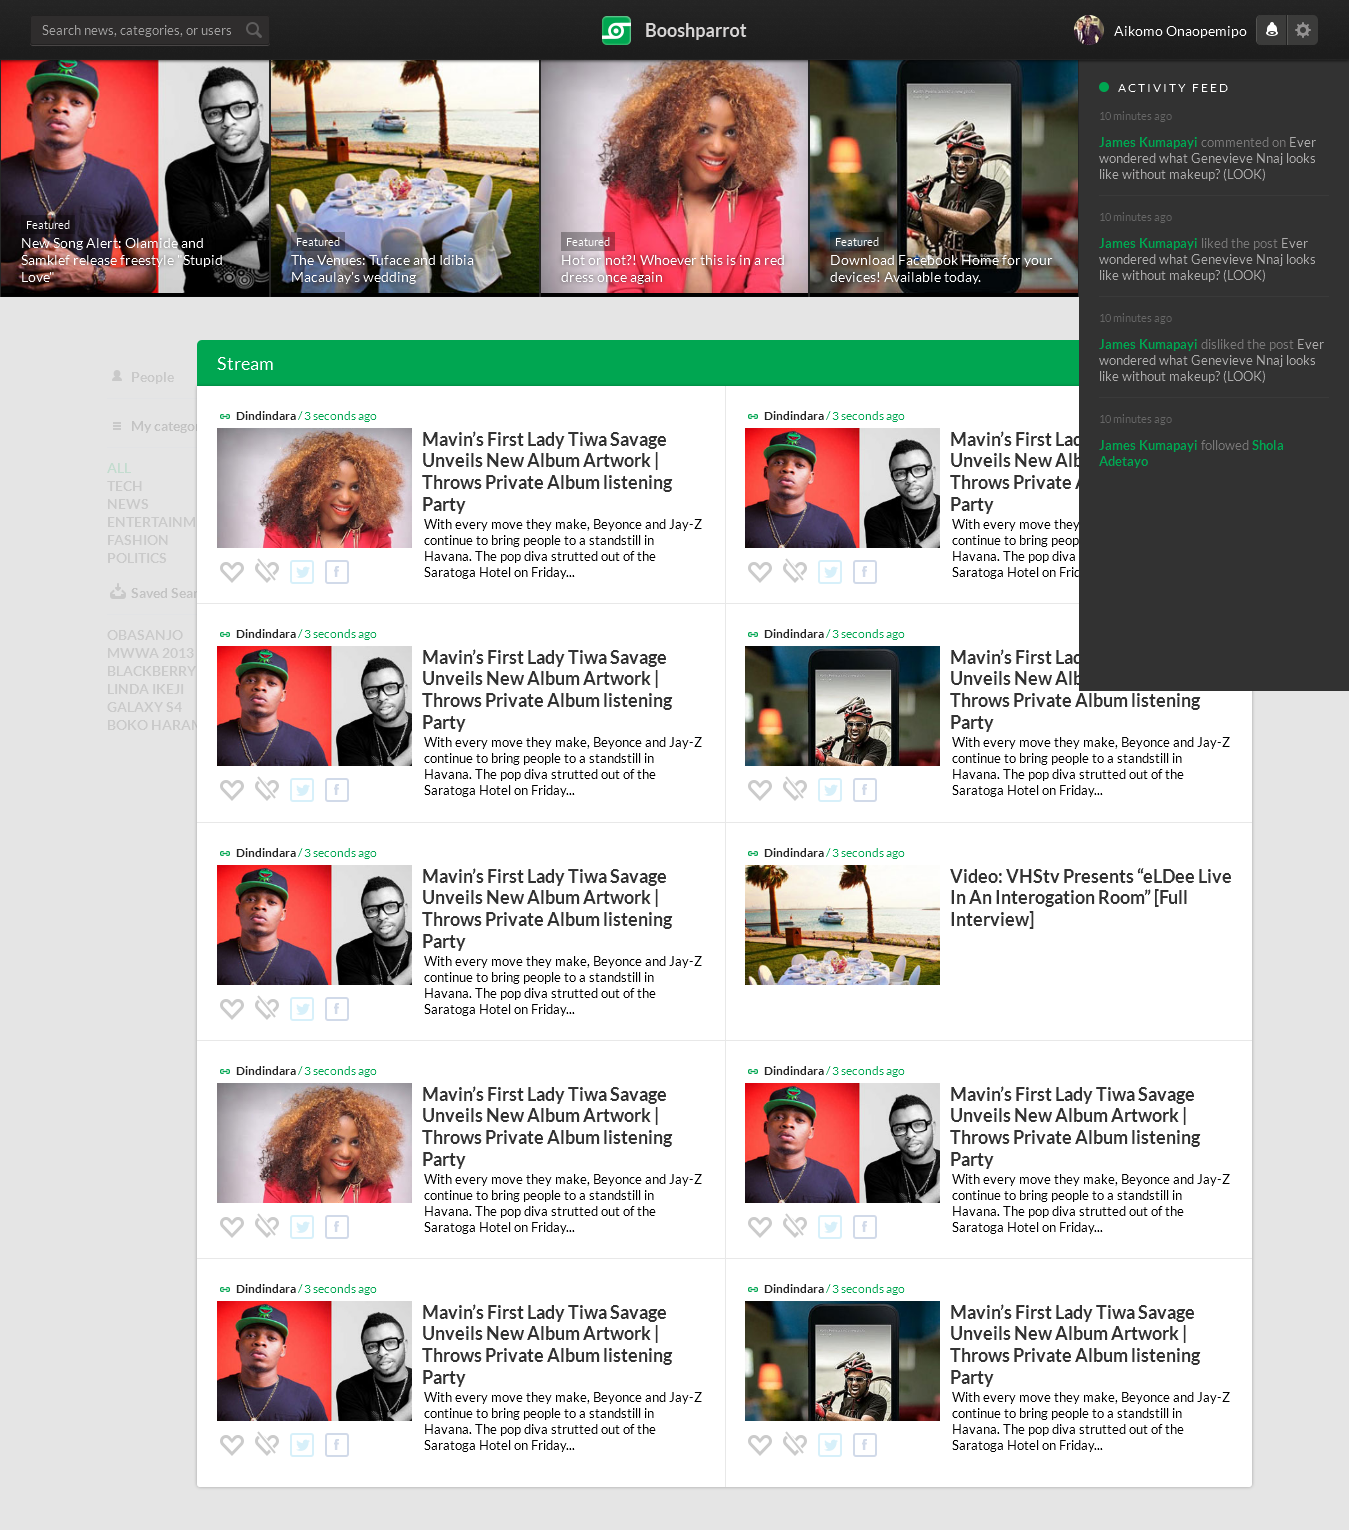 Search news, categories, or users
Booshparrot
Aikomo Onaopemipo
Featured
New Song Alert: Olamide and
Samklef release freestyle "Stupid
Love"
Featured
The Venues: Tuface and Idibia
Macaulay's wedding
Featured
Hot or not?! Whoever this is in a red
dress once again
Featured
Download Facebook Home for your
devices! Available today.
ACTIVITY FEED
10 minutes ago
James Kumapayi commented on Ever
wondered what Genevieve Nnaj looks
like without makeup? (LOOK)
10 minutes ago
James Kumapayi liked the post Ever
wondered what Genevieve Nnaj looks
like without makeup? (LOOK)
10 minutes ago
James Kumapayi disliked the post Ever
wondered what Genevieve Nnaj looks
like without makeup? (LOOK)
10 minutes ago
James Kumapayi followed Shola
Adetayo
People
My categor
ALL
TECH
NEWS
ENTERTAINM
FASHION
POLITICS
Saved Sear
OBASANJO
MWWA 2013
BLACKBERRY
LINDA IKEJI
GALAXY S4
BOKO HARAM
Stream
Dindindara / 3 seconds ago
Mavin’s First Lady Tiwa Savage
Unveils New Album Artwork |
Throws Private Album listening
Party
With every move they make, Beyonce and Jay-Z
continue to bring people to a standstill in
Havana. The pop diva strutted out of the
Saratoga Hotel on Friday...
Dindindara / 3 seconds ago
Mavin’s First Lad
Unveils New Alb
Throws Private A
Party
With every move they
continue to bring peop
Havana. The pop diva
Saratoga Hotel on Frid
Dindindara / 3 seconds ago
Mavin’s First Lady Tiwa Savage
Unveils New Album Artwork |
Throws Private Album listening
Party
With every move they make, Beyonce and Jay-Z
continue to bring people to a standstill in
Havana. The pop diva strutted out of the
Saratoga Hotel on Friday...
Dindindara / 3 seconds ago
Mavin’s First Lad
Unveils New Alb
Throws Private Album listening
Party
With every move they make, Beyonce and Jay-Z
continue to bring people to a standstill in
Havana. The pop diva strutted out of the
Saratoga Hotel on Friday...
Dindindara / 3 seconds ago
Mavin’s First Lady Tiwa Savage
Unveils New Album Artwork |
Throws Private Album listening
Party
With every move they make, Beyonce and Jay-Z
continue to bring people to a standstill in
Havana. The pop diva strutted out of the
Saratoga Hotel on Friday...
Dindindara / 3 seconds ago
Video: VHStv Presents “eLDee Live
In An Interogation Room” [Full
Interview]
Dindindara / 3 seconds ago
Mavin’s First Lady Tiwa Savage
Unveils New Album Artwork |
Throws Private Album listening
Party
With every move they make, Beyonce and Jay-Z
continue to bring people to a standstill in
Havana. The pop diva strutted out of the
Saratoga Hotel on Friday...
Dindindara / 3 seconds ago
Mavin’s First Lady Tiwa Savage
Unveils New Album Artwork |
Throws Private Album listening
Party
With every move they make, Beyonce and Jay-Z
continue to bring people to a standstill in
Havana. The pop diva strutted out of the
Saratoga Hotel on Friday...
Dindindara / 3 seconds ago
Mavin’s First Lady Tiwa Savage
Unveils New Album Artwork |
Throws Private Album listening
Party
With every move they make, Beyonce and Jay-Z
continue to bring people to a standstill in
Havana. The pop diva strutted out of the
Saratoga Hotel on Friday...
Dindindara / 3 seconds ago
Mavin’s First Lady Tiwa Savage
Unveils New Album Artwork |
Throws Private Album listening
Party
With every move they make, Beyonce and Jay-Z
continue to bring people to a standstill in
Havana. The pop diva strutted out of the
Saratoga Hotel on Friday...